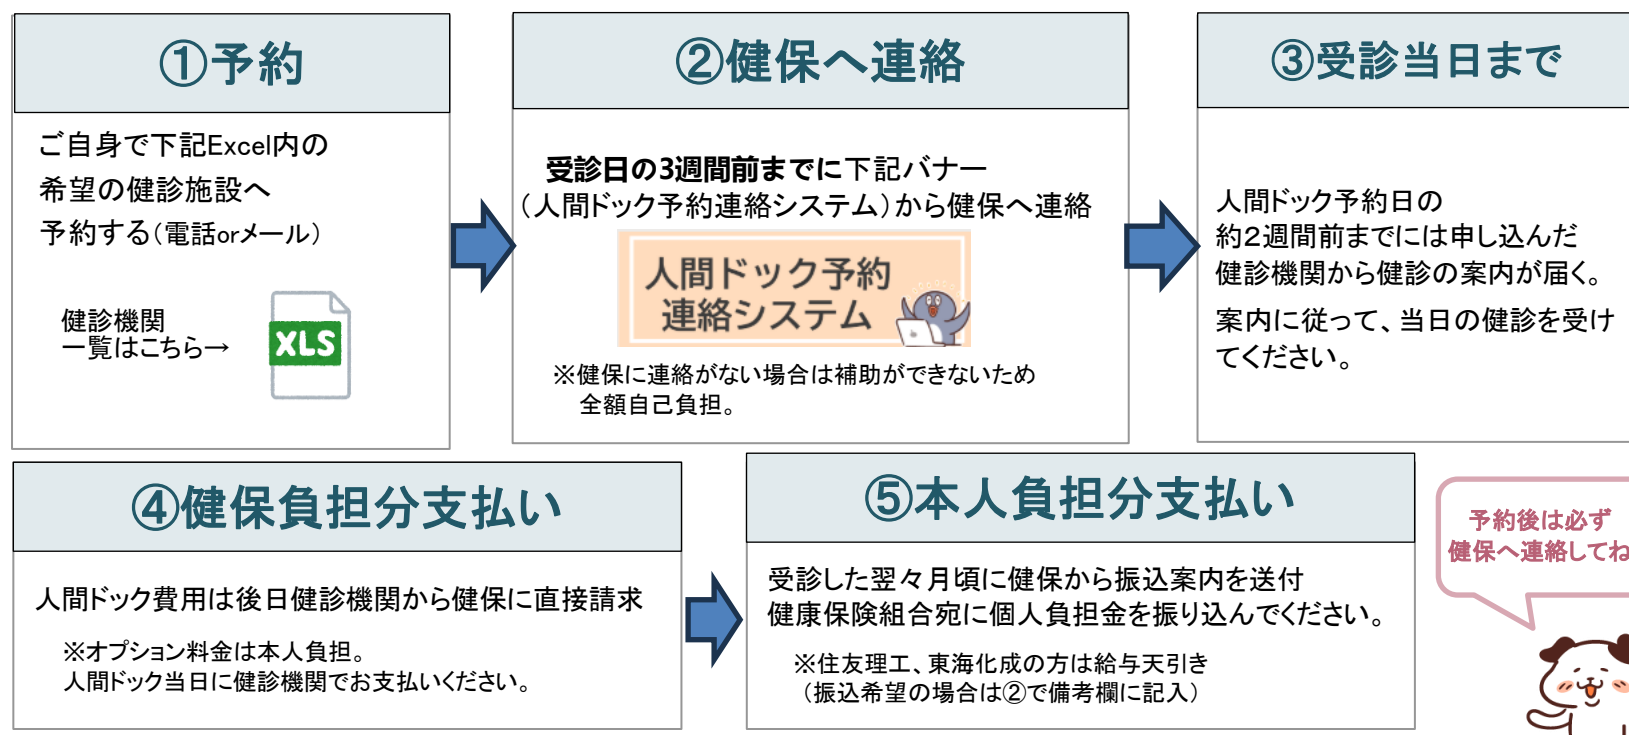 ①予約
ご自身で下記Excel内の
希望の健診施設へ
予約する（電話orメール）
健診機関
一覧はこちら→
XLS
②健保へ連絡
受診日の3週間前までに下記バナー
（人間ドック予約連絡システム）から健保へ連絡
人間ドック予約
連絡システム
※健保に連絡がない場合は補助ができないため
全額自己負担。
③受診当日まで
人間ドック予約日の
約2週間前までには申し込んだ
健診機関から健診の案内が届く。
案内に従って、当日の健診を受け
てください。
④健保負担分支払い
人間ドック費用は後日健診機関から健保に直接請求
※オプション料金は本人負担。
人間ドック当日に健診機関でお支払いください。
⑤本人負担分支払い
受診した翌々月頃に健保から振込案内を送付
健康保険組合宛に個人負担金を振り込んでください。
※住友理工、東海化成の方は給与天引き
（振込希望の場合は②で備考欄に記入）
予約後は必ず
健保へ連絡してね